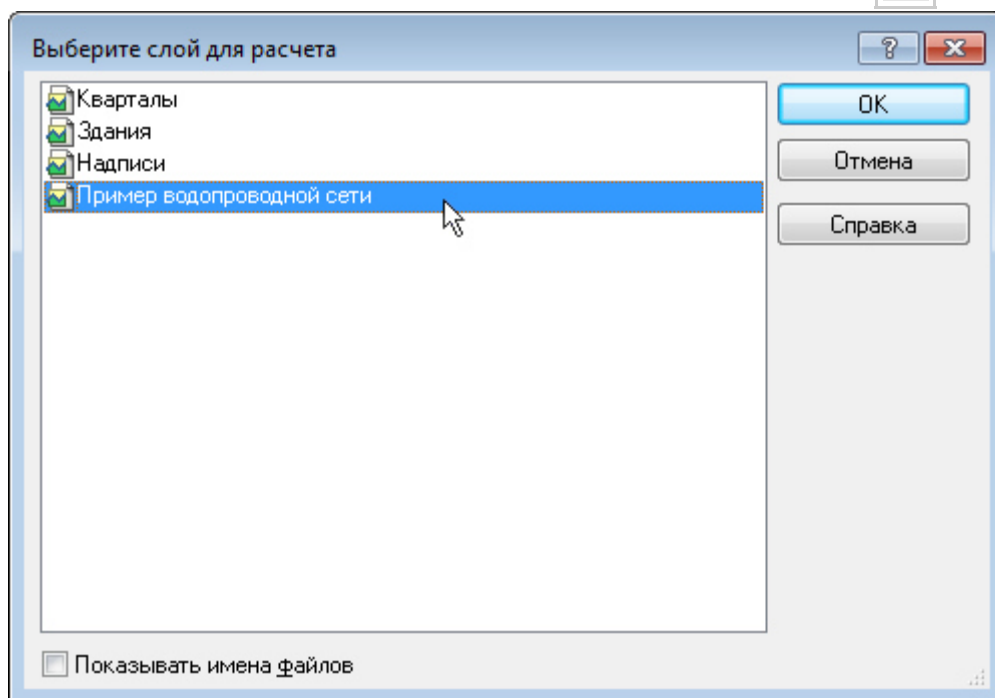 Выберите слой для расчета
Кварталы
Здания
Надписи
Пример водопроводной сети
OK
Отмена
Справка
Показывать имена файлов